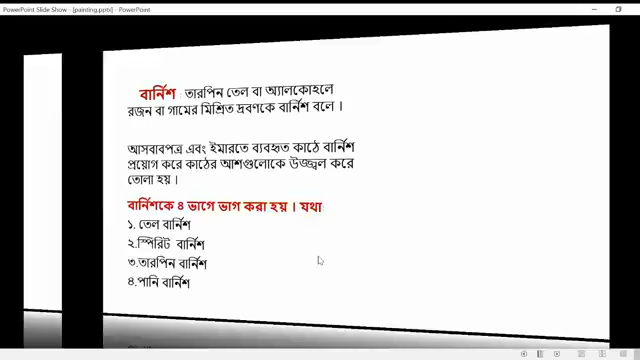 PowerPoint Slide Show - [painting.pptx] - PowerPoint
বার্নিশ তারপিন তেল বা অ্যালকোহলে
রজন বা গামের মিশ্রিত দ্রবণকে বার্নিশ বলে ।
আসবাবপত্র এবং ইমারতে ব্যবহৃত কাঠে বার্নিশ
প্রয়োগ করে কাঠের আশগুলোকে উজ্জ্বল করে
তোলা হয় ।
বার্নিশকে ৪ ভাগে ভাগ করা হয় । যথা
১. তেল বার্নিশ
২.স্পিরিট বার্নিশ
৩.তারপিন বার্নিশ
৪.পানি বার্নিশ